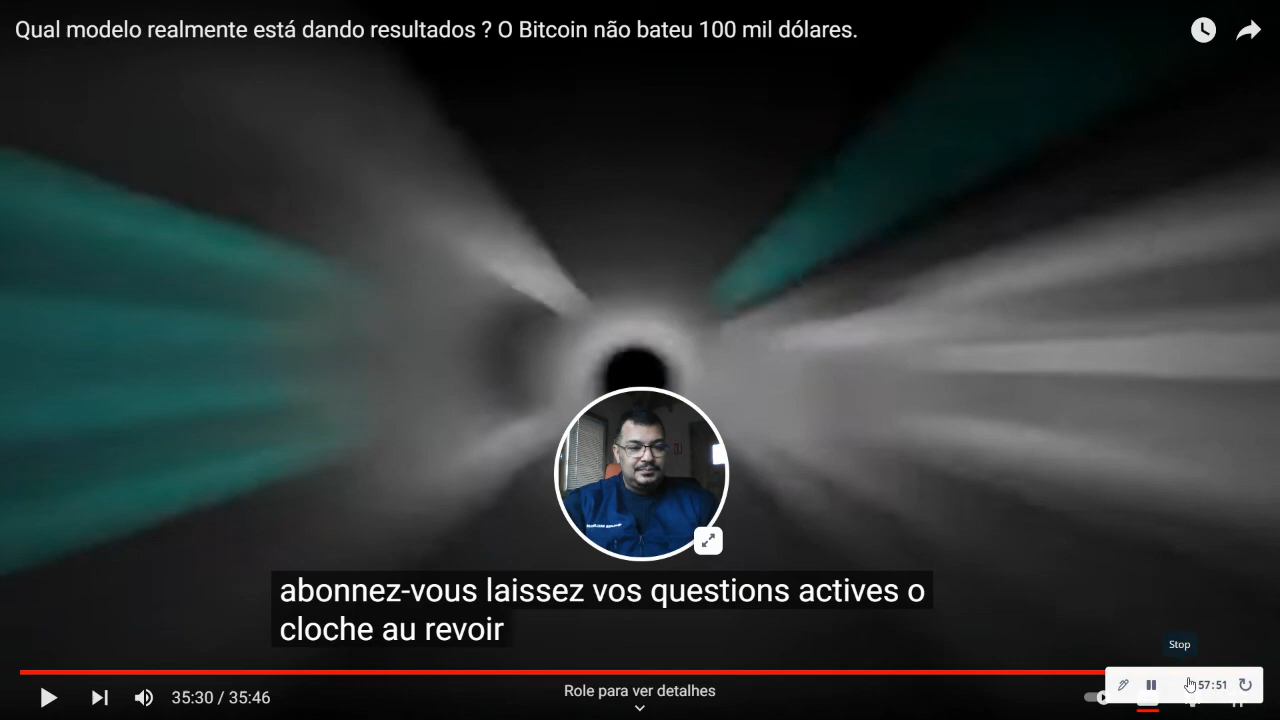 Qual modelo realmente está dando resultados ? O Bitcoin não bateu 100 mil dólares.
abonnez-vous laissez vos questions actives o
cloche au revoir
Stop
35:30 / 35:46
Role para ver detalhes
57:51